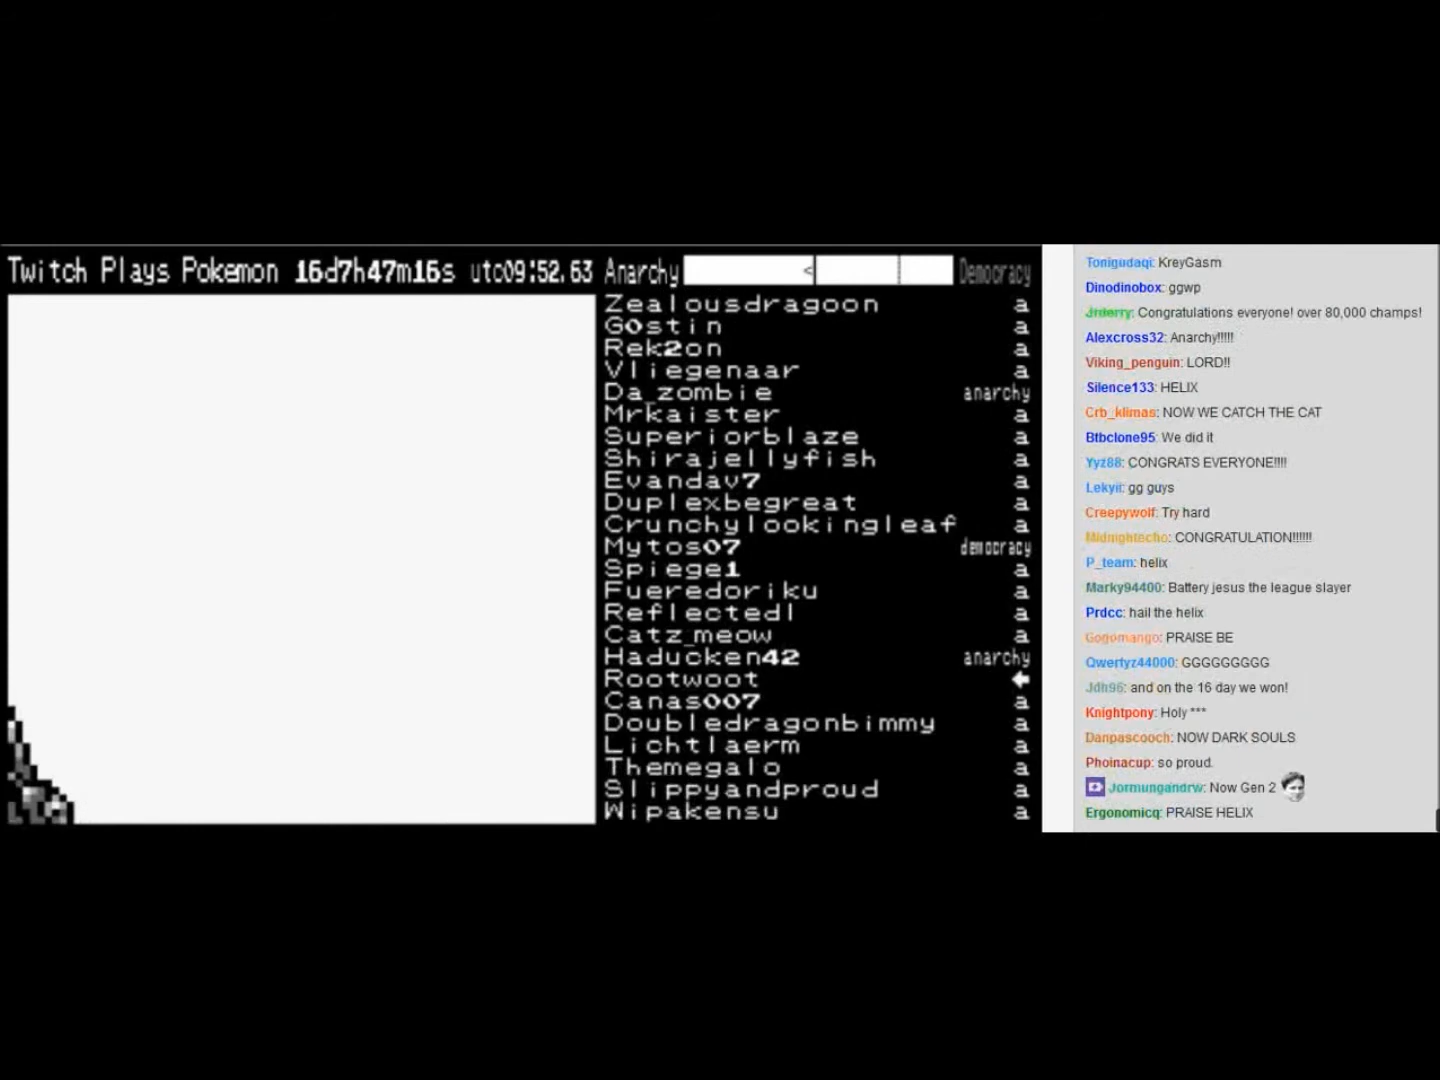 Twitch Plays Pokemon 16d7h47m16s utc09:52.63 Anarchy < Democracy
Zealousdragoon a
G0stin a
Rek2on a
Vliegenaar a
Da_zombie anarchy
Mrkaister a
Superiorblaze a
Shirajellyfish a
Evandav7 a
Duplexbegreat a
Crunchylookingleaf a
Mytos07 democracy
Spiege1 a
Fueredoriku a
Reflectedl a
Catz_meow a
Haducken42 anarchy
Rootwoot ←
Canas007 a
Doubledragonbimmy a
Lichtlaerm a
Themegalo a
Slippyandproud a
Wipakensu a
Tonigudaqi: KreyGasm
Dinodinobox: ggwp
Jrderry: Congratulations everyone! over 80,000 champs!
Alexcross32: Anarchy!!!!!
Viking_penguin: LORD!!
Silence133: HELIX
Crb_klimas: NOW WE CATCH THE CAT
Btbclone95: We did it
Yyz88: CONGRATS EVERYONE!!!!
Lekyii: gg guys
Creepywolf: Try hard
Midnightecho: CONGRATULATION!!!!!!
P_team: helix
Marky94400: Battery jesus the league slayer
Prdcc: hail the helix
Gogomango: PRAISE BE
Qwertyz44000: GGGGGGGGG
Jdh96: and on the 16 day we won!
Knightpony: Holy ***
Danpascooch: NOW DARK SOULS
Phoinacup: so proud.
Jormungandrw: Now Gen 2
Ergonomicq: PRAISE HELIX